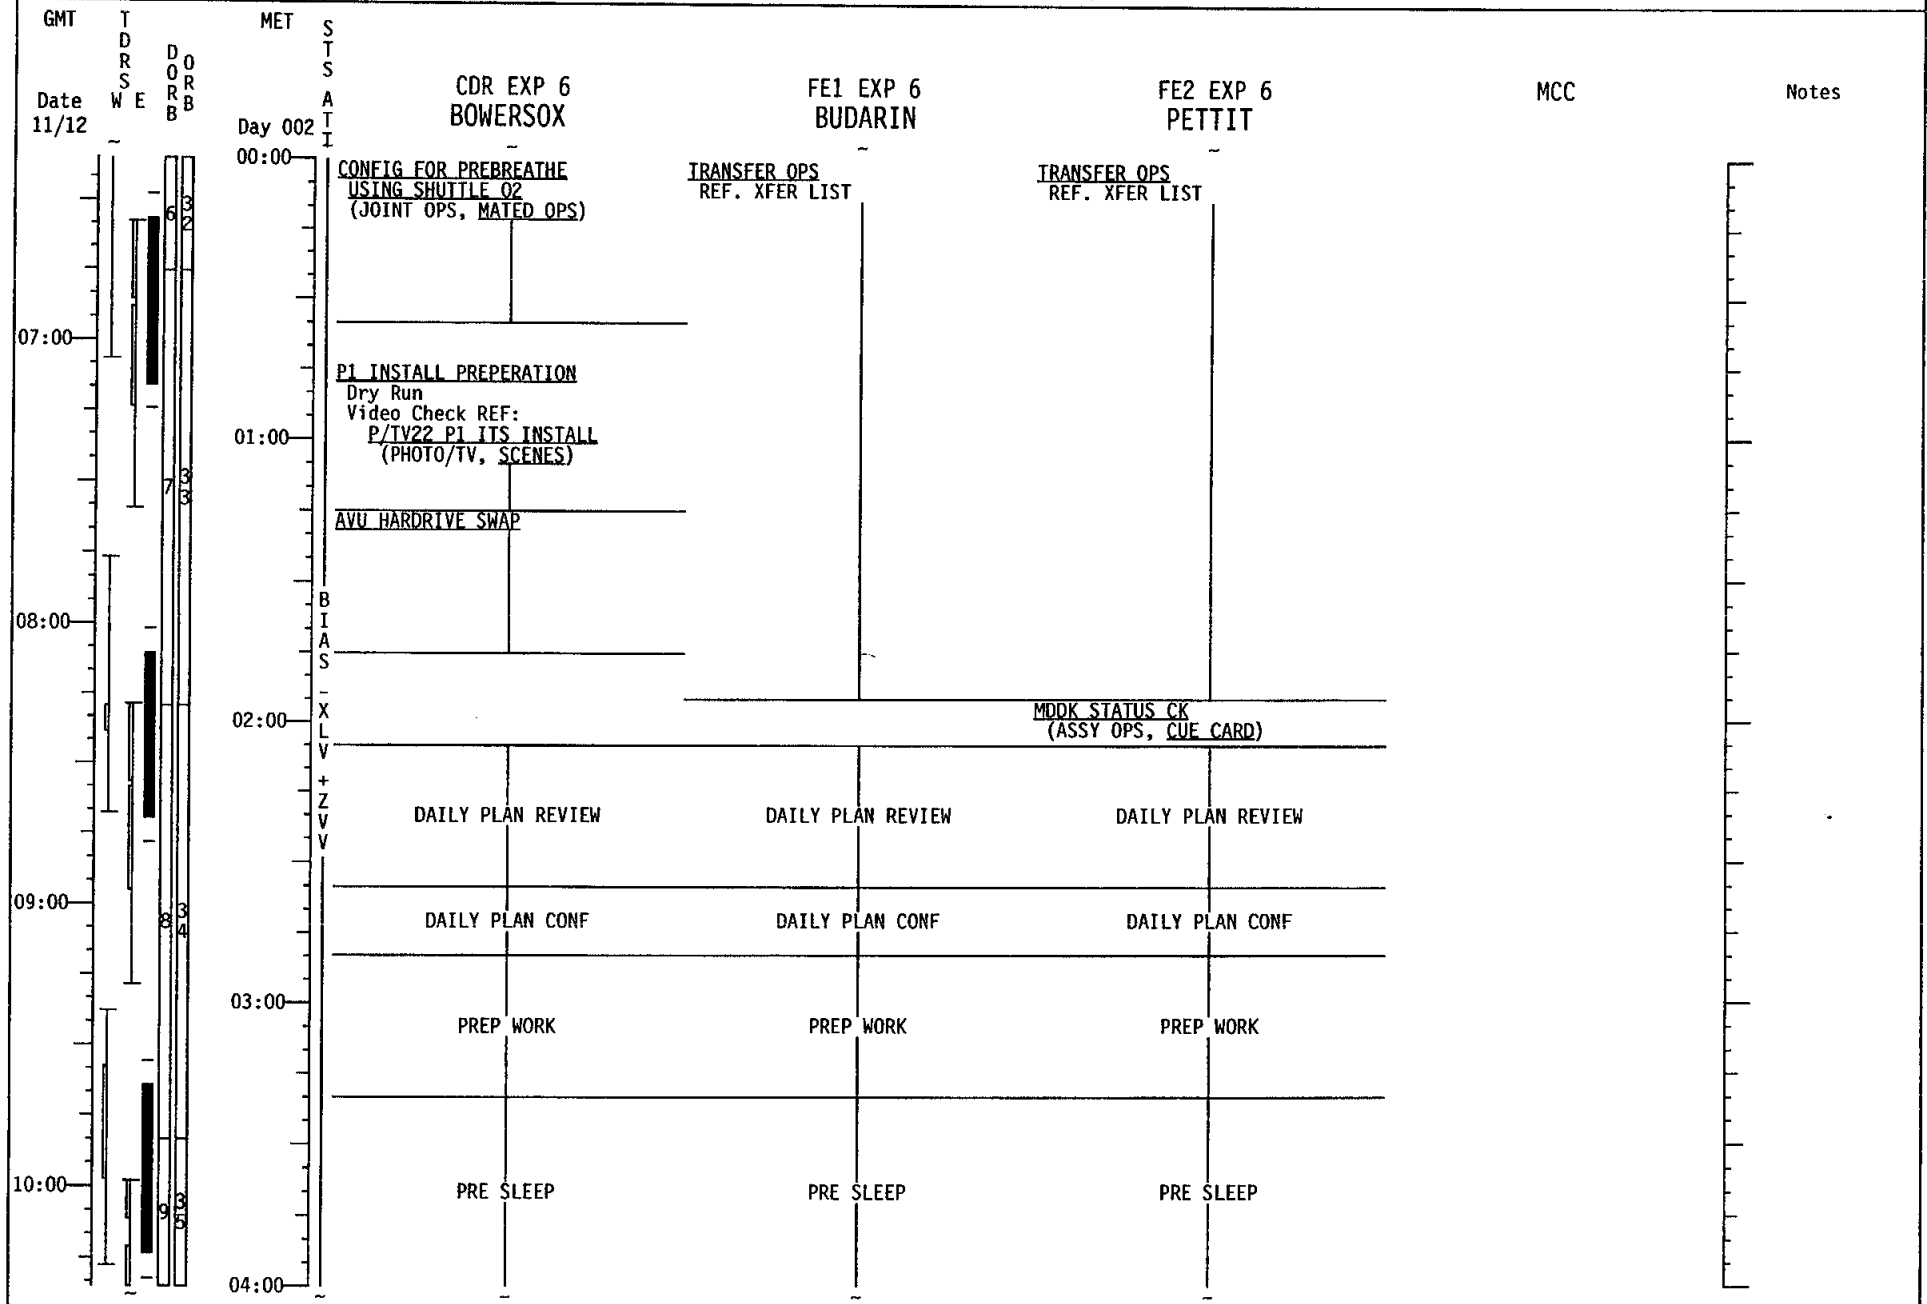 GMT
TDRS
W E
DORB
ORB
MET
STS ATTI
Date
11/12
Day 002
CDR EXP 6
BOWERSOX
FE1 EXP 6
BUDARIN
FE2 EXP 6
PETTIT
MCC
Notes
00:00
CONFIG FOR PREBREATHE
USING SHUTTLE O2
(JOINT OPS, MATED OPS)
TRANSFER OPS
REF. XFER LIST
TRANSFER OPS
REF. XFER LIST
6
32
07:00
P1 INSTALL PREPERATION
Dry Run
Video Check REF:
P/TV22 P1 ITS INSTALL
(PHOTO/TV, SCENES)
01:00
7
33
AVU HARDRIVE SWAP
08:00
BIAS -XLV +ZVV
02:00
MDDK STATUS CK
(ASSY OPS, CUE CARD)
DAILY PLAN REVIEW
DAILY PLAN REVIEW
DAILY PLAN REVIEW
09:00
8
34
DAILY PLAN CONF
DAILY PLAN CONF
DAILY PLAN CONF
03:00
PREP WORK
PREP WORK
PREP WORK
10:00
9
35
PRE SLEEP
PRE SLEEP
PRE SLEEP
04:00